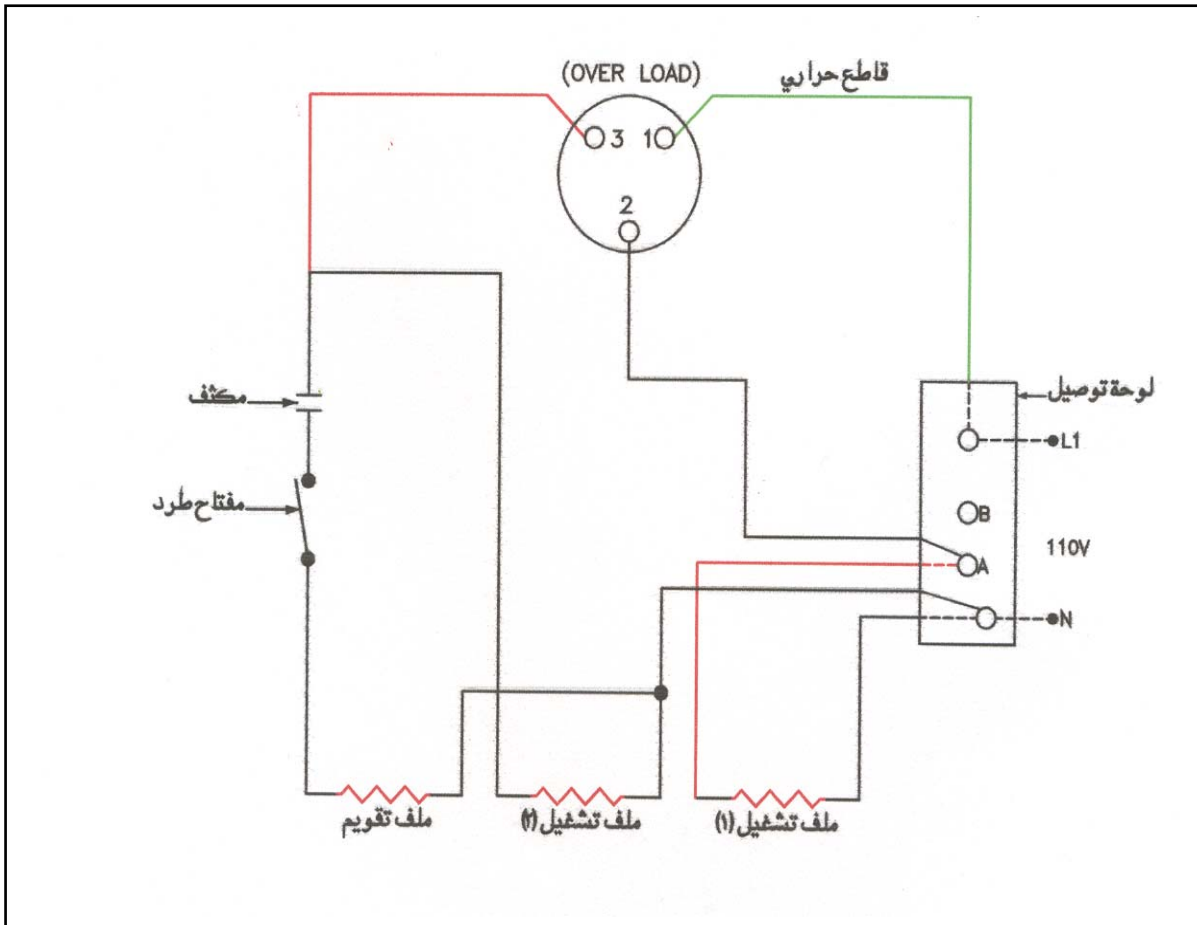 (OVER LOAD)
قاطع حراري
3
1
2
لوحة توصيل
مكثف
L1
مفتاح طرد
B
110V
A
N
ملف تقويم
ملف تشغيل (٢)
ملف تشغيل (١)